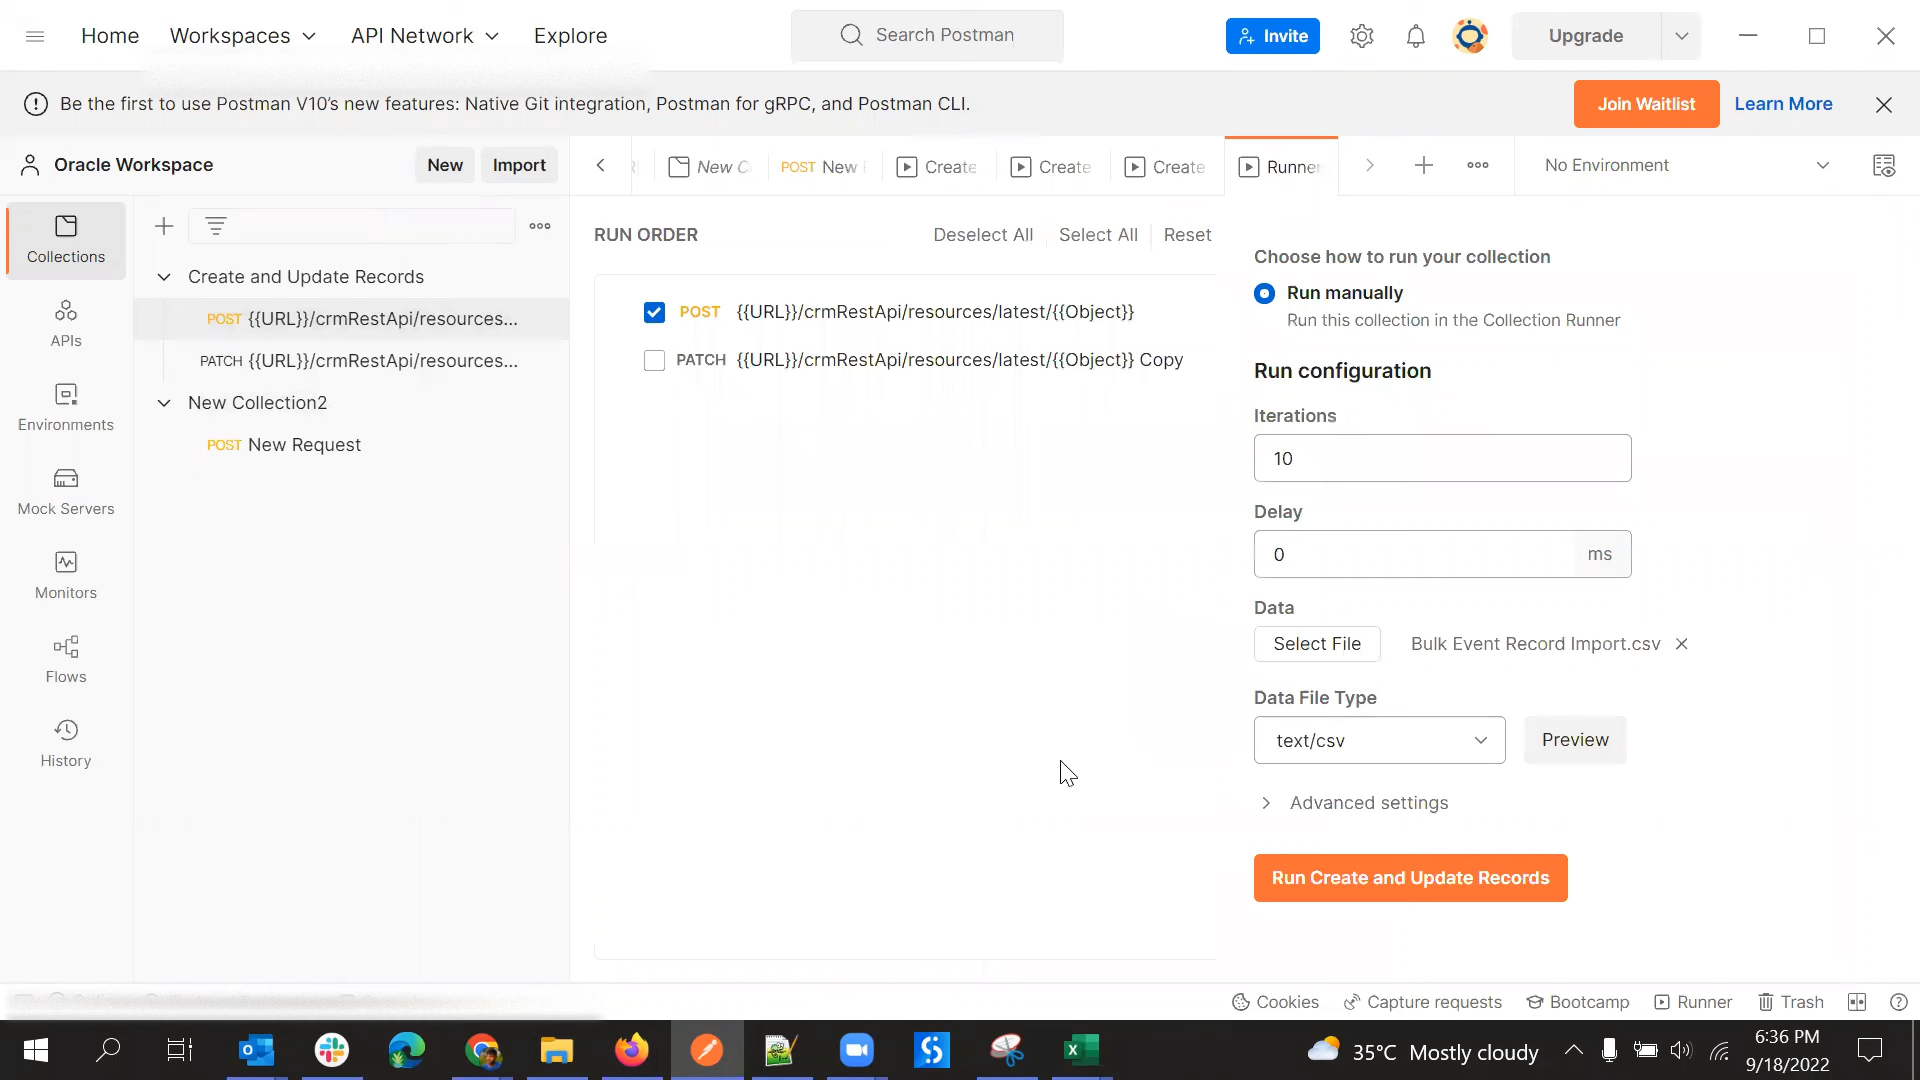 Home Workspaces API Network Explore Search Postman Invite Upgrade
Be the first to use Postman V10's new features: Native Git integration, Postman for gRPC, and Postman CLI. Join Waitlist Learn More
Oracle Workspace New Import New C POST New Create Create Create Runner No Environment
Collections
APIs
Environments
Mock Servers
Monitors
Flows
History
Create and Update Records
POST {{URL}}/crmRestApi/resources...
PATCH {{URL}}/crmRestApi/resources...
New Collection2
POST New Request
RUN ORDER Deselect All Select All Reset
POST {{URL}}/crmRestApi/resources/latest/{{Object}}
PATCH {{URL}}/crmRestApi/resources/latest/{{Object}} Copy
Choose how to run your collection
Run manually
Run this collection in the Collection Runner
Run configuration
Iterations
10
Delay
0 ms
Data
Select File Bulk Event Record Import.csv
Data File Type
text/csv Preview
Advanced settings
Run Create and Update Records
Cookies Capture requests Bootcamp Runner Trash
35°C Mostly cloudy
6:36 PM
9/18/2022